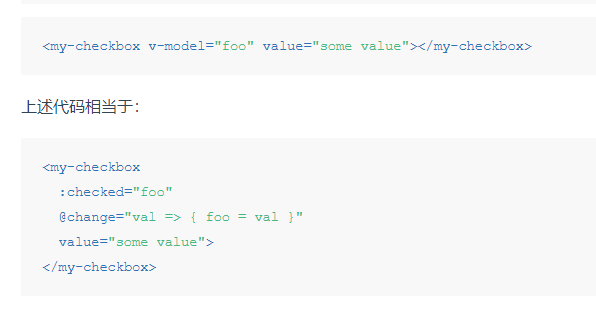 <my-checkbox v-model="foo" value="some value"></my-checkbox>
上述代码相当于：
<my-checkbox
  :checked="foo"
  @change="val => { foo = val }"
  value="some value">
</my-checkbox>